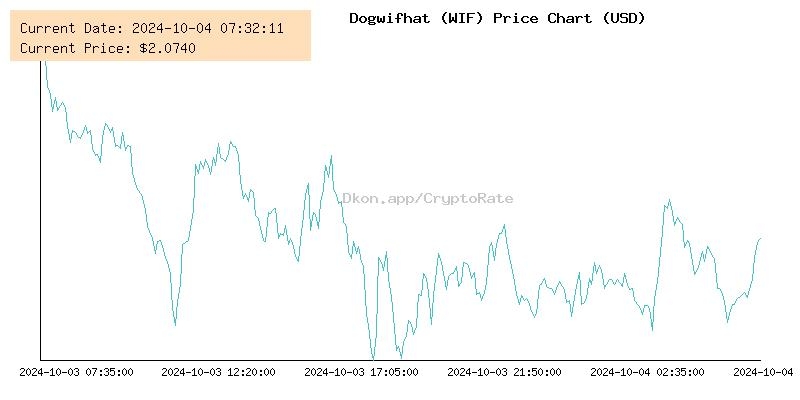 Dogwifhat (WIF) Price Chart (USD)
Current Date: 2024-10-04 07:32:11
Current Price: $2.0740
Dkon.app/CryptoRate
2024-10-03 07:35:00 2024-10-03 12:20:00 2024-10-03 17:05:00 2024-10-03 21:50:00 2024-10-04 02:35:00 2024-10-04